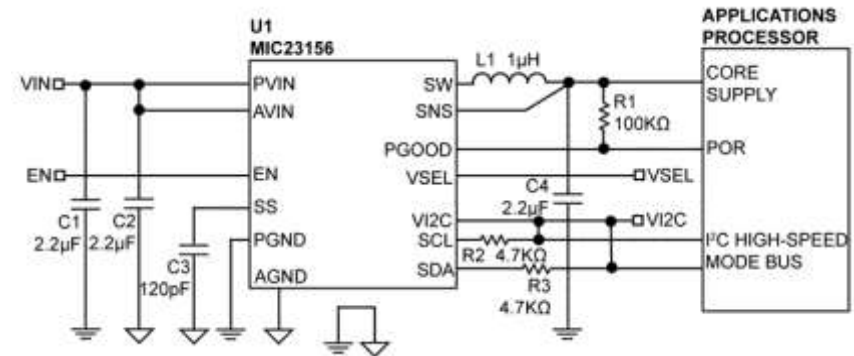 U1
MIC23156
APPLICATIONS
PROCESSOR
VIN
PVIN
AVIN
EN
EN
SS
PGND
AGND
SW
SNS
PGOOD
VSEL
VI2C
SCL
SDA
L1 1µH
R1
100KΩ
C4
2.2µF
VSEL
VI2C
R2 4.7KΩ
R3
4.7KΩ
C1
2.2µF
C2
2.2µF
C3
120pF
CORE
SUPPLY
POR
I²C HIGH-SPEED
MODE BUS